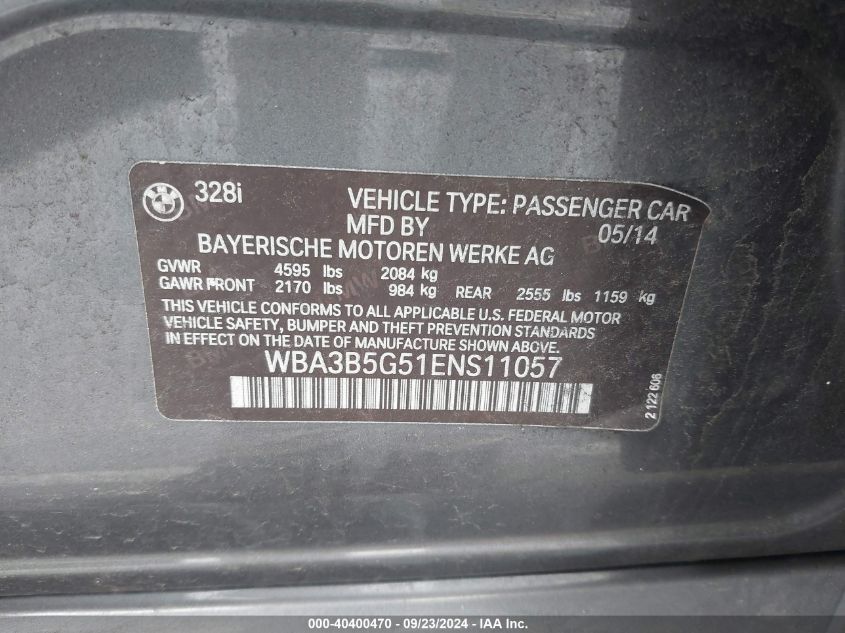 328i VEHICLE TYPE: PASSENGER CAR
MFD BY 05/14
BAYERISCHE MOTOREN WERKE AG
GVWR 4595 lbs 2084 kg
GAWR FRONT 2170 lbs 984 kg REAR 2555 lbs 1159 kg
THIS VEHICLE CONFORMS TO ALL APPLICABLE U.S. FEDERAL MOTOR
VEHICLE SAFETY, BUMPER AND THEFT PREVENTION STANDARDS
IN EFFECT ON THE DATE OF MANUFACTURE SHOWN ABOVE.
WBA3B5G51ENS11057
2 122 606
000-40400470 - 09/23/2024 - IAA Inc.